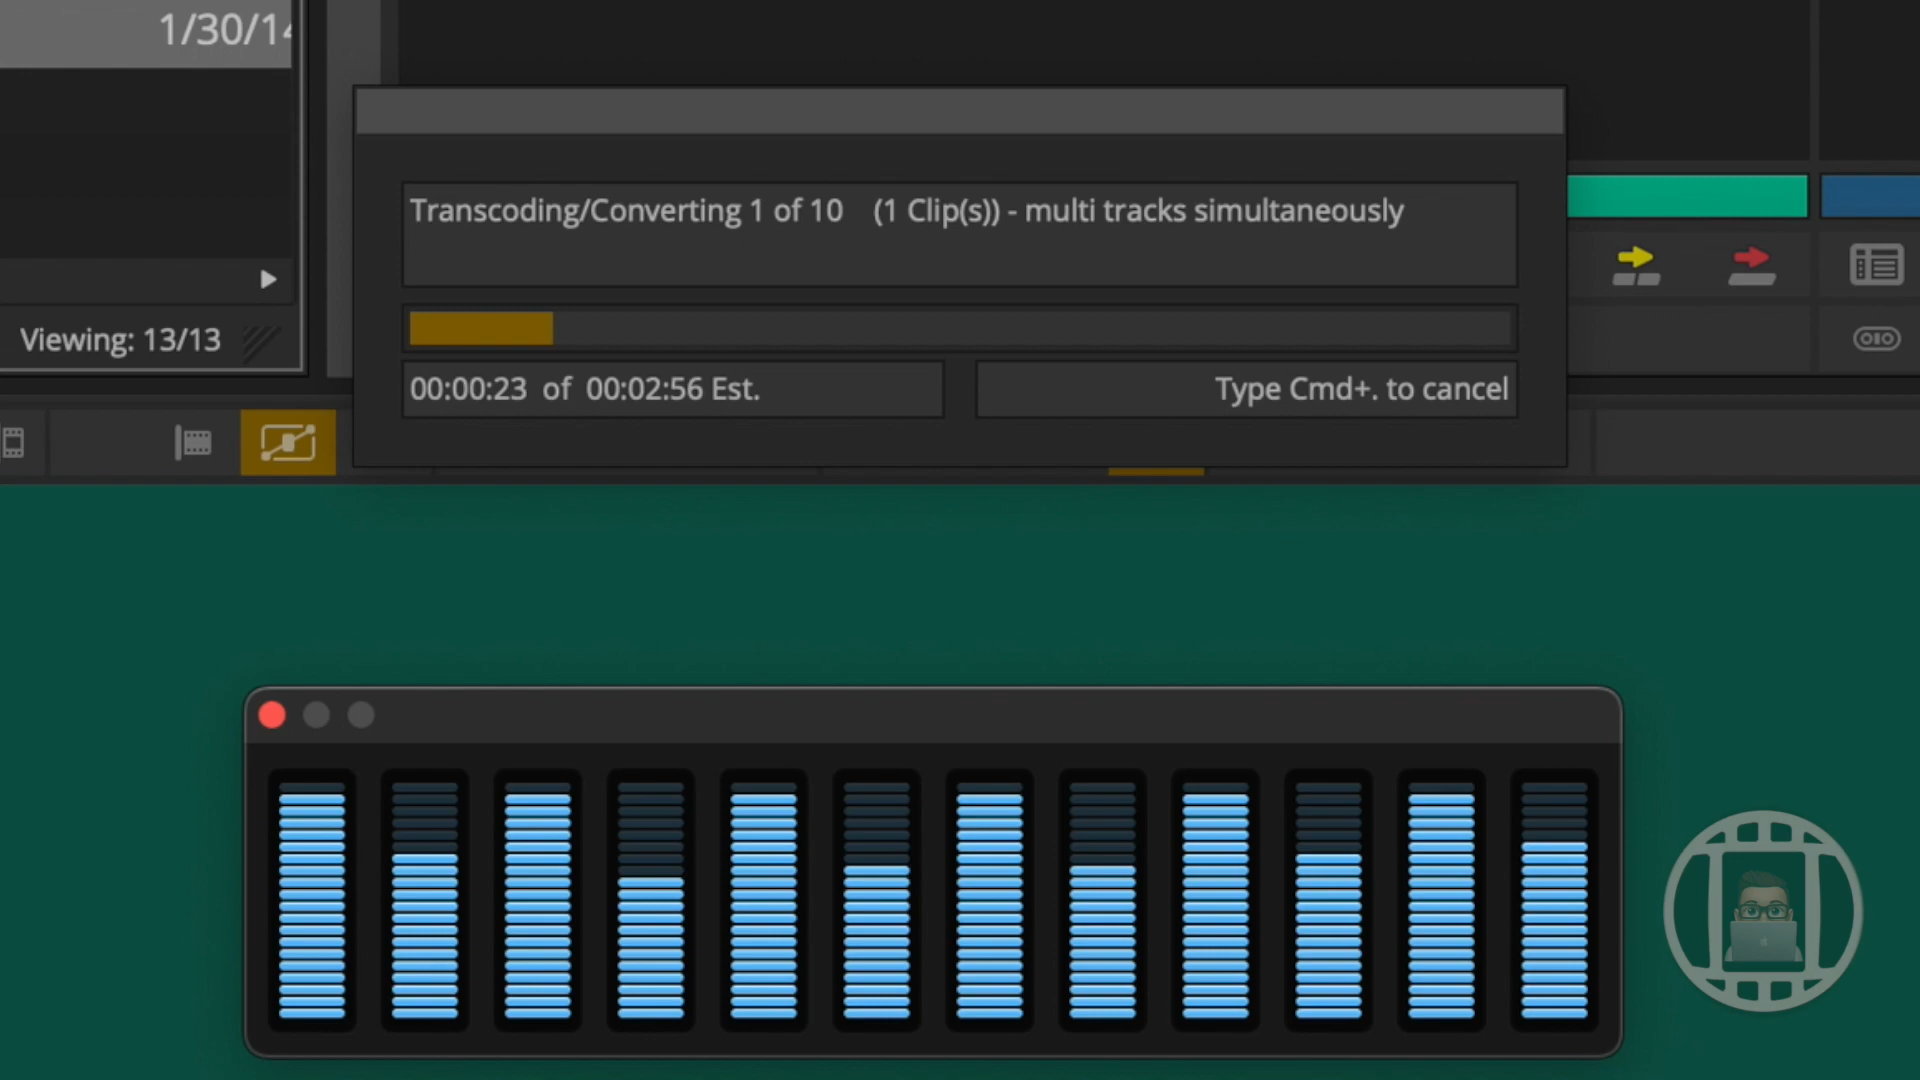 1/30/14
Transcoding/Converting 1 of 10 (1 Clip(s)) - multi tracks simultaneously
Viewing: 13/13
00:00:23 of 00:02:56 Est.
Type Cmd+. to cancel